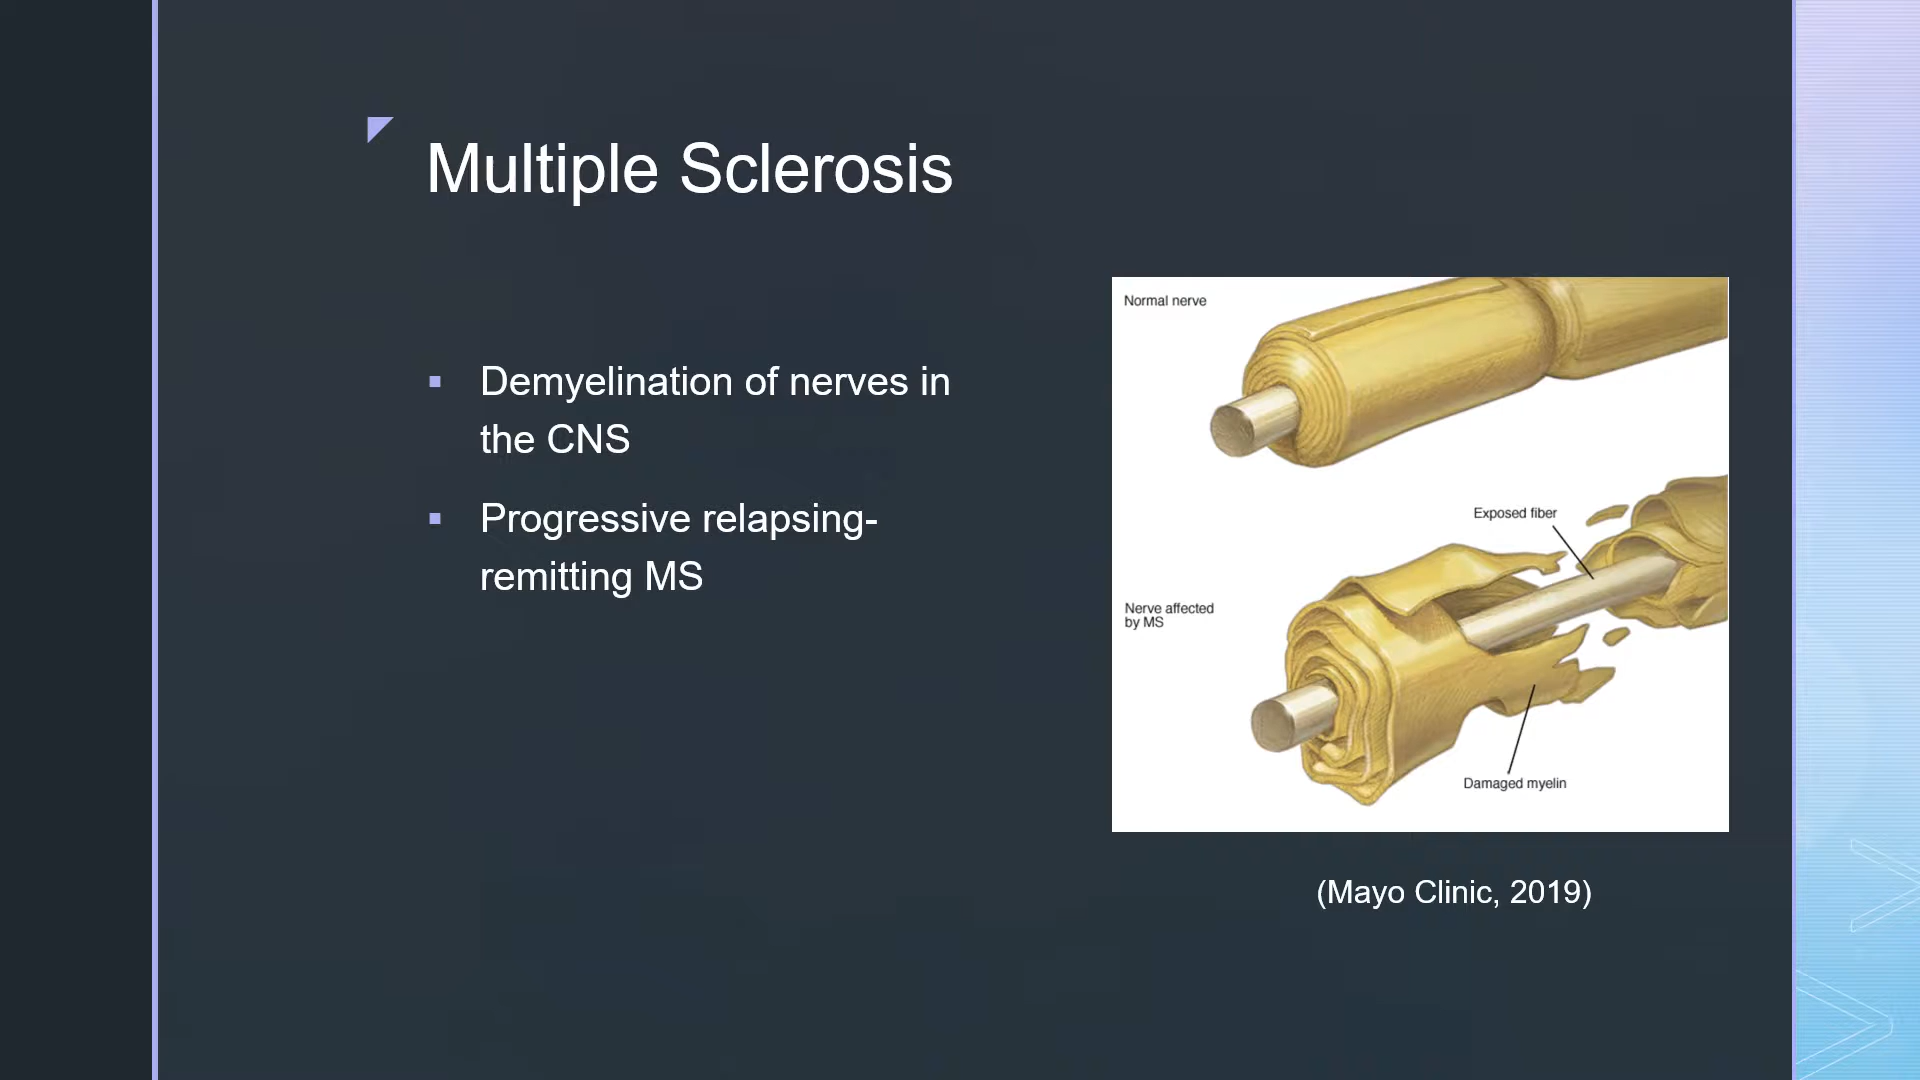 Multiple Sclerosis
▪ Demyelination of nerves in
the CNS
▪ Progressive relapsing-
remitting MS
Normal nerve
Exposed fiber
Nerve affected
by MS
Damaged myelin
(Mayo Clinic, 2019)